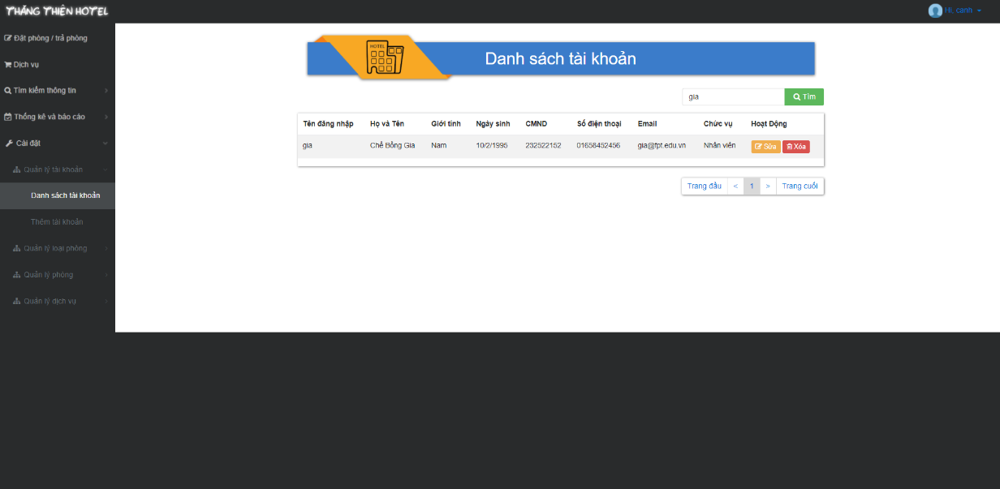 THẮNG THIÊN HOTEL
Hi, canh
Đặt phòng / trả phòng
Dịch vụ
Tìm kiếm thông tin
Thống kê và báo cáo
Cài đặt
Quản lý tài khoản
Danh sách tài khoản
Thêm tài khoản
Quản lý loại phòng
Quản lý phòng
Quản lý dịch vụ
HOTEL
Danh sách tài khoản
gia Tìm
Tên đăng nhập Họ và Tên Giới tính Ngày sinh CMND Số điện thoại Email Chức vụ Hoạt Động
gia Chế Bồng Gia Nam 10/2/1995 232522152 01658452456 gia@fpt.edu.vn Nhân viên Sửa Xóa
Trang đầu < 1 > Trang cuối